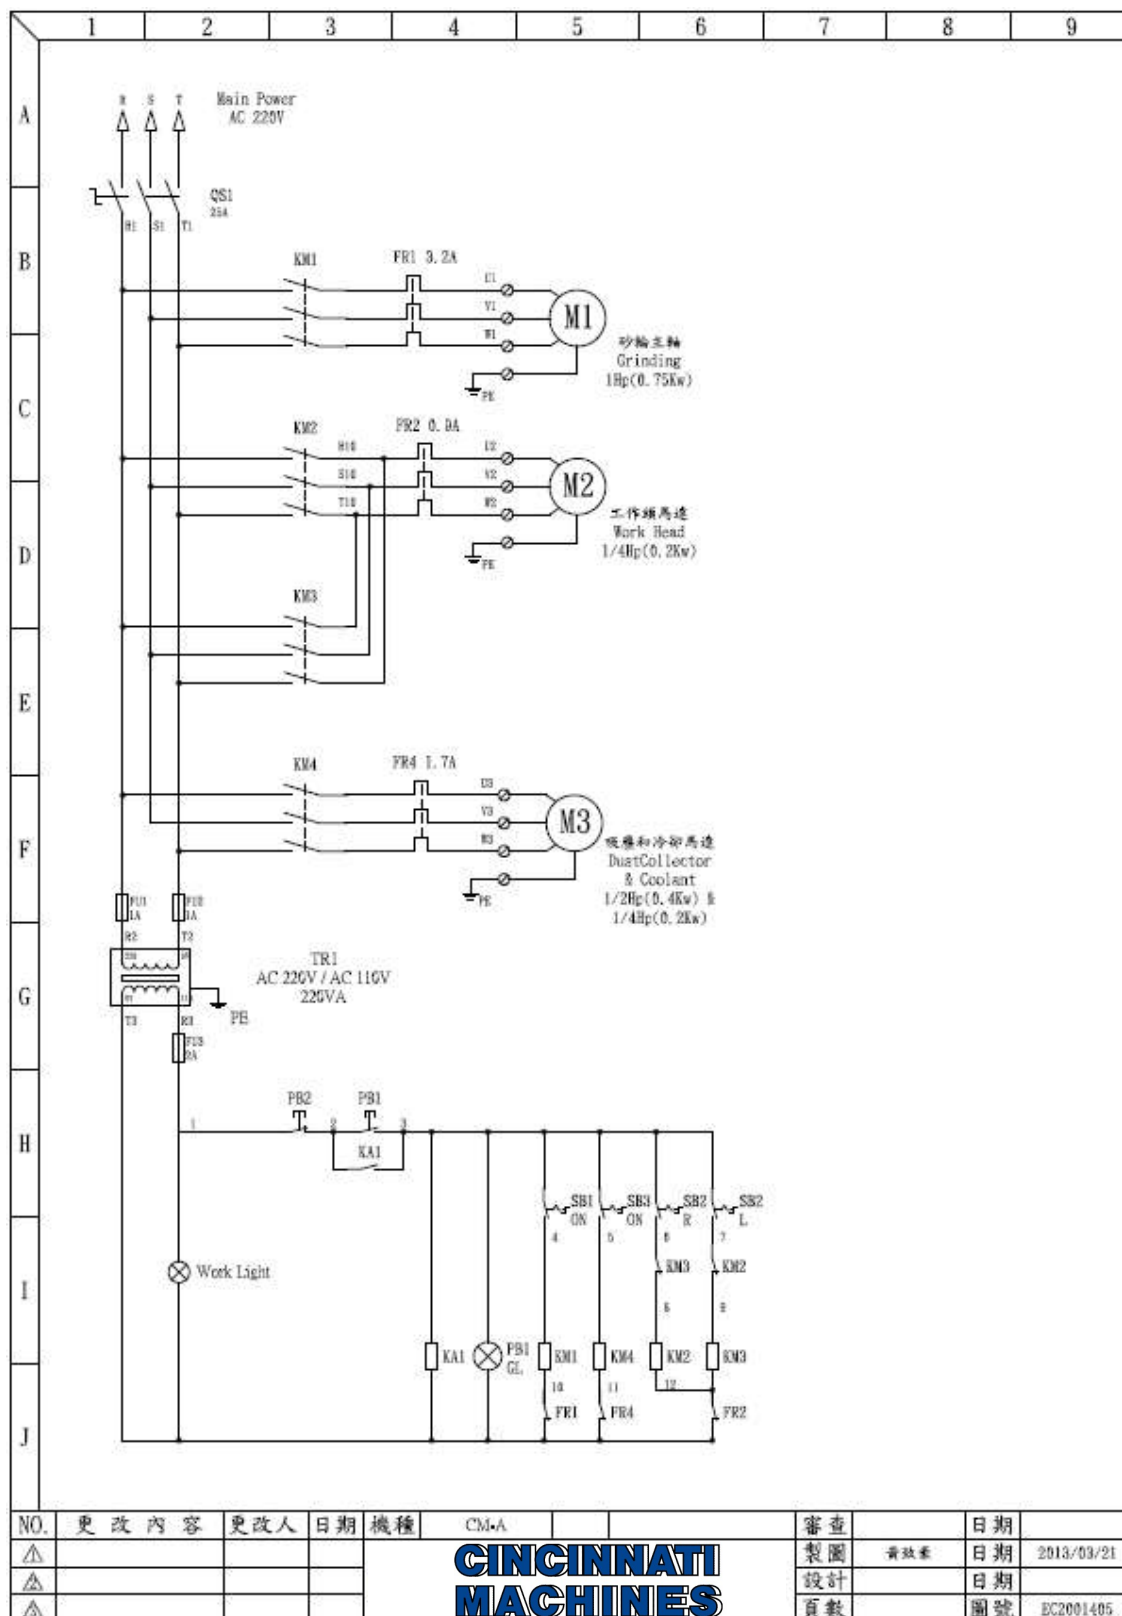 1 2 3 4 5 6 7 8 9
A
B
C
D
E
F
G
H
I
J
R S T
Main Power
AC 220V
QS1
25A
S1 T1
KM1
FR1 3.2A
U1
V1
W1
M1
PE
砂輪主軸
Grinding
1Hp(0.75Kw)
KM2
FR2 0.9A
S10
T10
U2
V2
W2
M2
PE
工作頭馬達
Work Head
1/4Hp(0.2Kw)
KM3
KM4
FR4 1.7A
U3
V3
W3
M3
PE
吸塵和冷卻馬達
DustCollector
& Coolant
1/2Hp(0.4Kw) &
1/4Hp(0.2Kw)
FU1
1A
FU2
1A
R2 T2
TR1
AC 220V / AC 110V
220VA
PE
T3 R3
FU3
2A
PB2 PB1
1 2 3
KA1
SB1
ON
SB3
ON
SB2
R
SB2
L
4 5 6 7
KM3 KM2
Work Light
9
KA1
PB1
GL
KM1 KM4 KM2 KM3
10 11 12
FR1 FR4 FR2
NO. 更改內容 更改人 日期 機種 CM-A 審查 日期
1 製圖 日期 2013/03/21
2 設計 日期
頁數 圖號 EC2001405
CINCINNATI
MACHINES